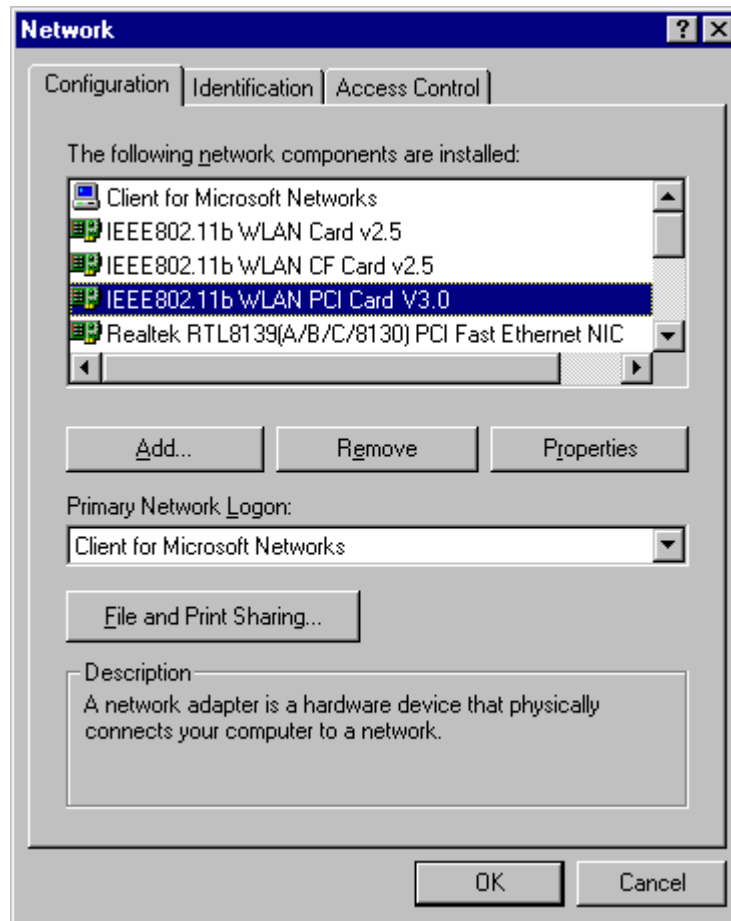 Network
Configuration Identification Access Control
The following network components are installed:
Client for Microsoft Networks
IEEE802.11b WLAN Card v2.5
IEEE802.11b WLAN CF Card v2.5
IEEE802.11b WLAN PCI Card V3.0
Realtek RTL8139(A/B/C/8130) PCI Fast Ethernet NIC
Add... Remove Properties
Primary Network Logon:
Client for Microsoft Networks
File and Print Sharing...
Description
A network adapter is a hardware device that physically
connects your computer to a network.
OK Cancel